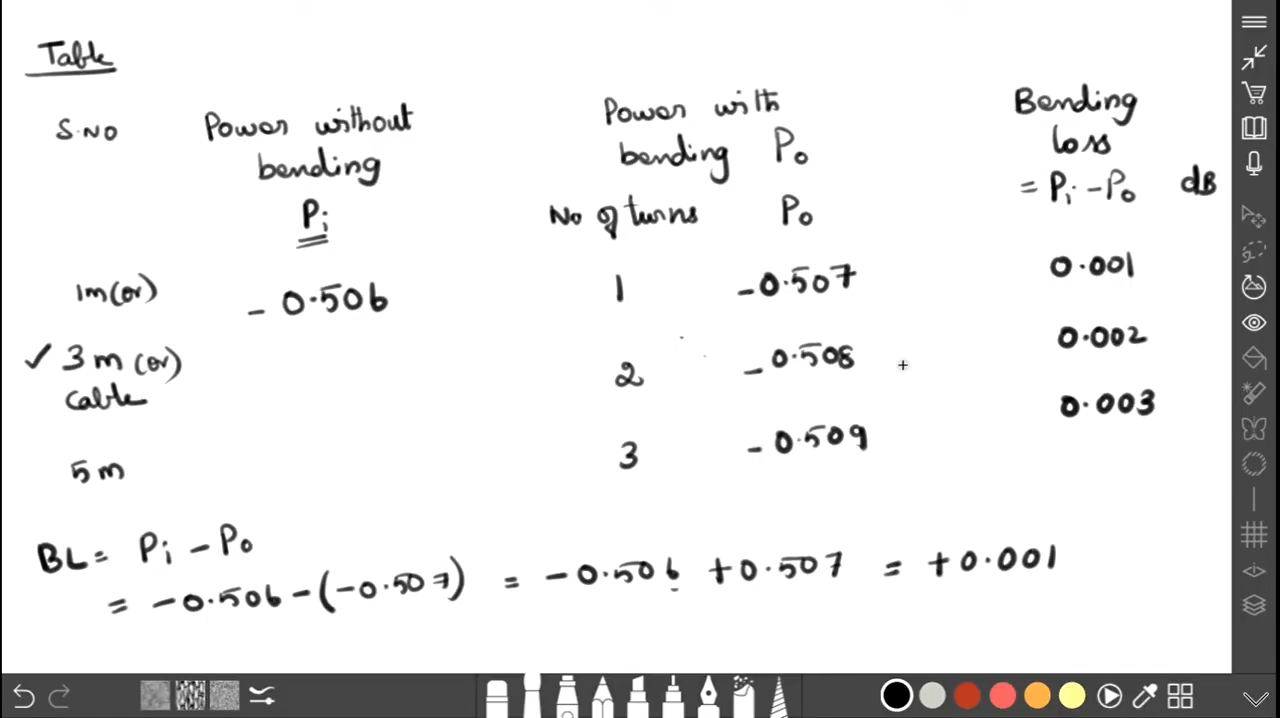 Table
S.NO Power without bending Pi Power with bending Po Bending loss = Pi - Po dB
No of turns Po
1m (or) - 0.506 1 - 0.507 0.001
✓ 3 m (or) cable 2 - 0.508 0.002
5 m 3 - 0.509 0.003
BL = Pi - Po
= - 0.506 - (- 0.507) = - 0.506 + 0.507 = + 0.001